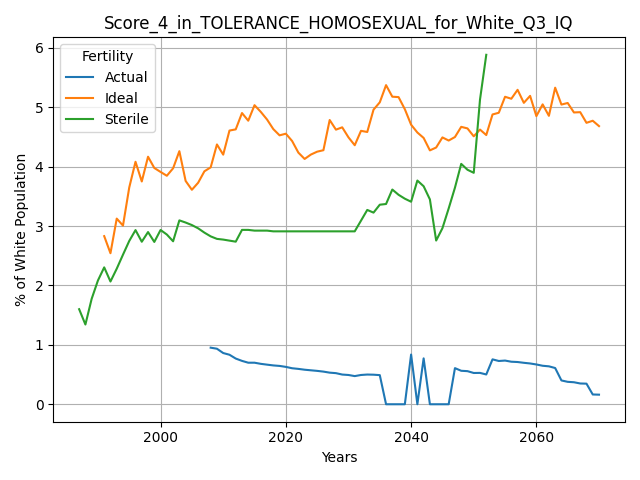 Score_4_in_TOLERANCE_HOMOSEXUAL_for_White_Q3_IQ
Fertility
Actual
Ideal
Sterile
% of White Population
6
5
4
3
2
1
0
2000
2020
2040
2060
Years